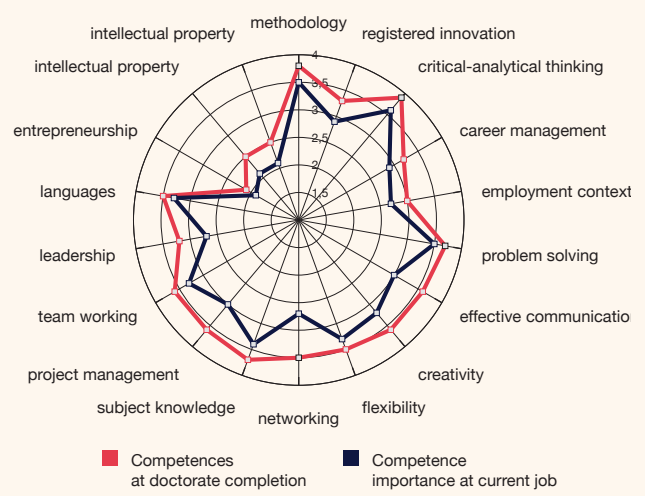 methodology
intellectual property
registered innovation
intellectual property
critical-analytical thinking
4
3,5
3
2,5
2
1,5
entrepreneurship
career management
languages
employment context
leadership
problem solving
team working
effective communicatio
project management
creativity
subject knowledge
flexibility
networking
Competences
at doctorate completion
Competence
importance at current job